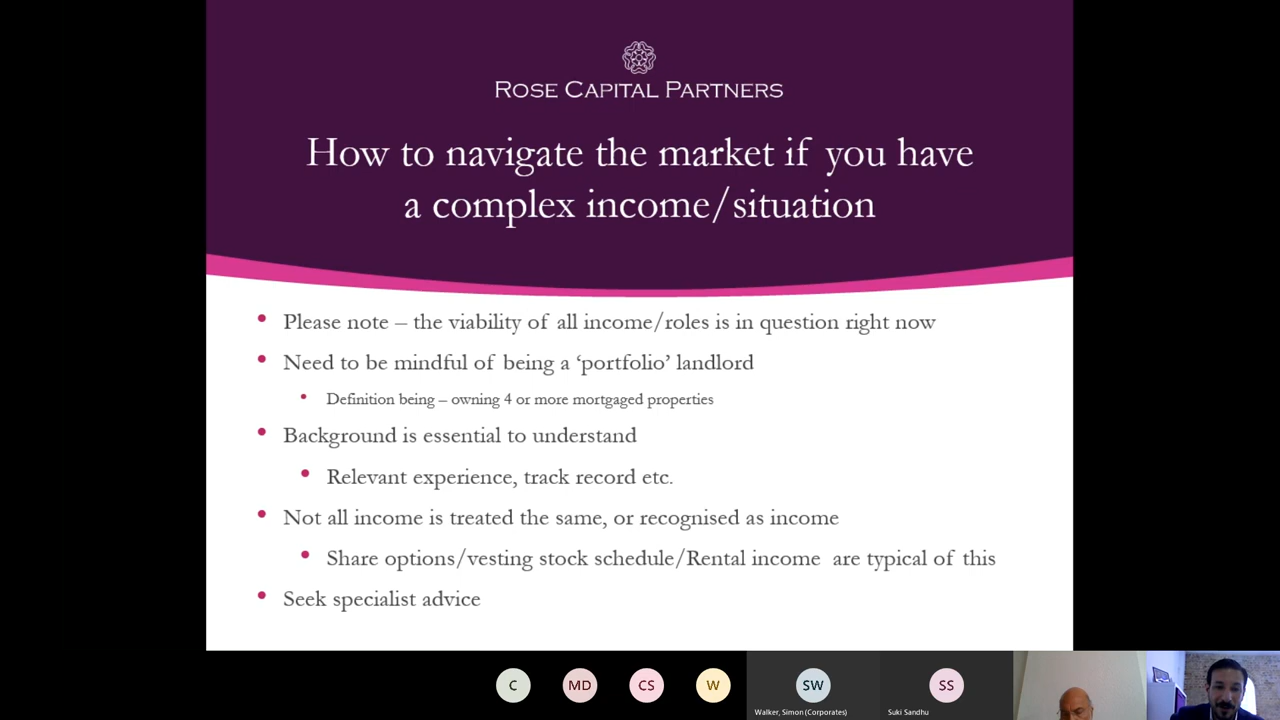 ROSE CAPITAL PARTNERS
How to navigate the market if you have
a complex income/situation
• Please note – the viability of all income/roles is in question right now
• Need to be mindful of being a ‘portfolio’ landlord
• Definition being – owning 4 or more mortgaged properties
• Background is essential to understand
• Relevant experience, track record etc.
• Not all income is treated the same, or recognised as income
• Share options/vesting stock schedule/Rental income are typical of this
• Seek specialist advice
C MD CS W SW SS
Walker, Simon (Corporates) Suki Sandhu